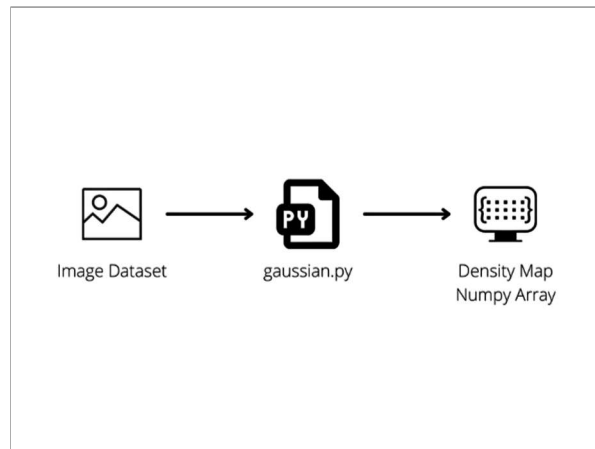 PY
Image Dataset
gaussian.py
Density Map
Numpy Array